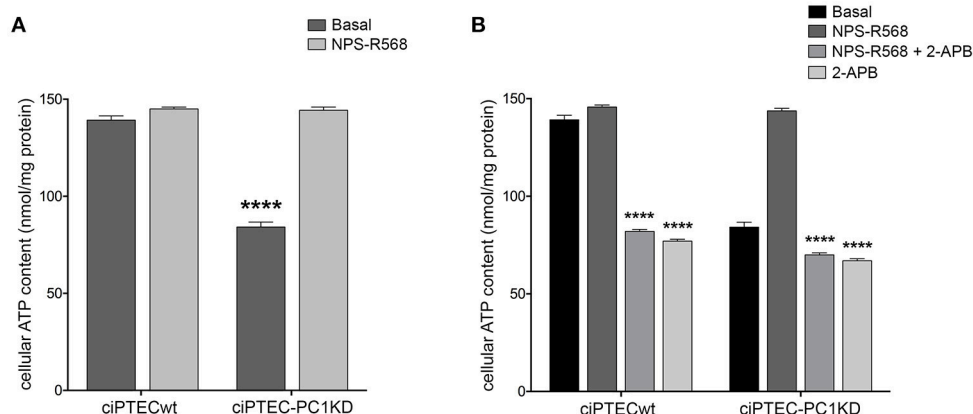 A
Basal
NPS-R568
cellular ATP content (nmol/mg protein)
150
100
50
0
****
ciPTECwt
ciPTEC-PC1KD
B
Basal
NPS-R568
NPS-R568 + 2-APB
2-APB
cellular ATP content (nmol/mg protein)
150
100
50
0
****
****
****
****
ciPTECwt
ciPTEC-PC1KD